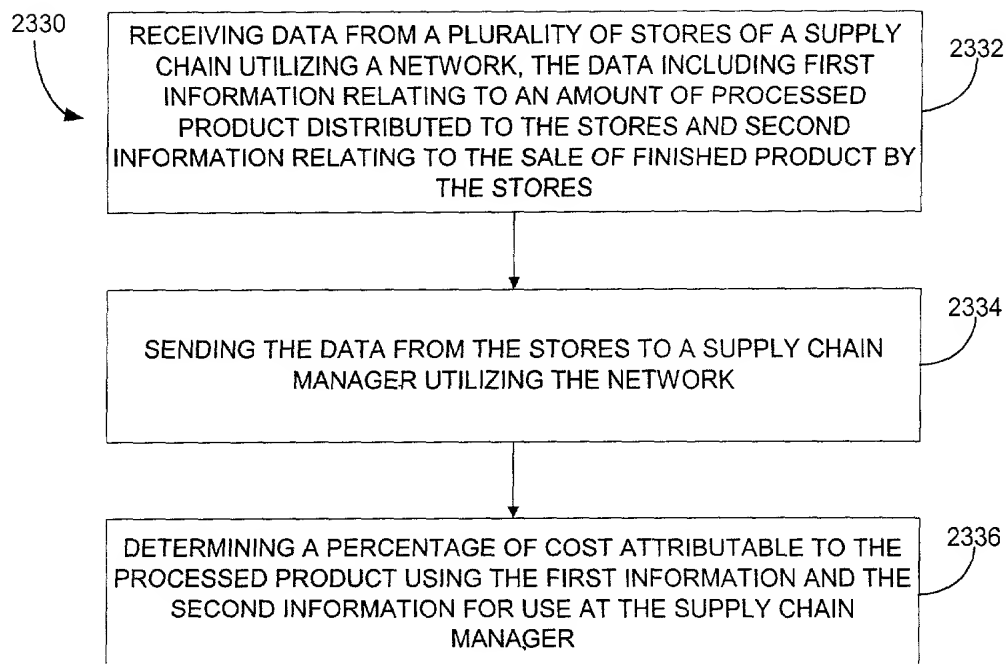 2330
RECEIVING DATA FROM A PLURALITY OF STORES OF A SUPPLY
CHAIN UTILIZING A NETWORK, THE DATA INCLUDING FIRST
INFORMATION RELATING TO AN AMOUNT OF PROCESSED
PRODUCT DISTRIBUTED TO THE STORES AND SECOND
INFORMATION RELATING TO THE SALE OF FINISHED PRODUCT BY
THE STORES
2332
SENDING THE DATA FROM THE STORES TO A SUPPLY CHAIN
MANAGER UTILIZING THE NETWORK
2334
DETERMINING A PERCENTAGE OF COST ATTRIBUTABLE TO THE
PROCESSED PRODUCT USING THE FIRST INFORMATION AND THE
SECOND INFORMATION FOR USE AT THE SUPPLY CHAIN
MANAGER
2336